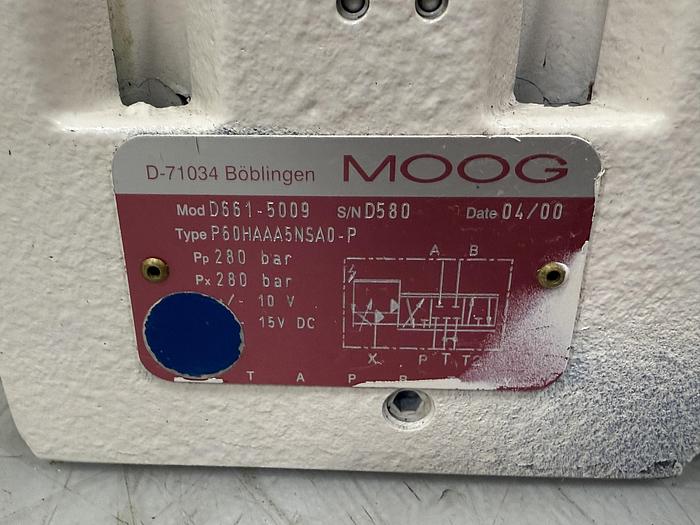 D-71034 Böblingen MOOG
Mod D661-5009 S/N D580 Date 04/00
Type P60HAAA5NSA0-P
Pp 280 bar
Px 280 bar
A B
/- 10 V
15V DC
X P T T
T A P B